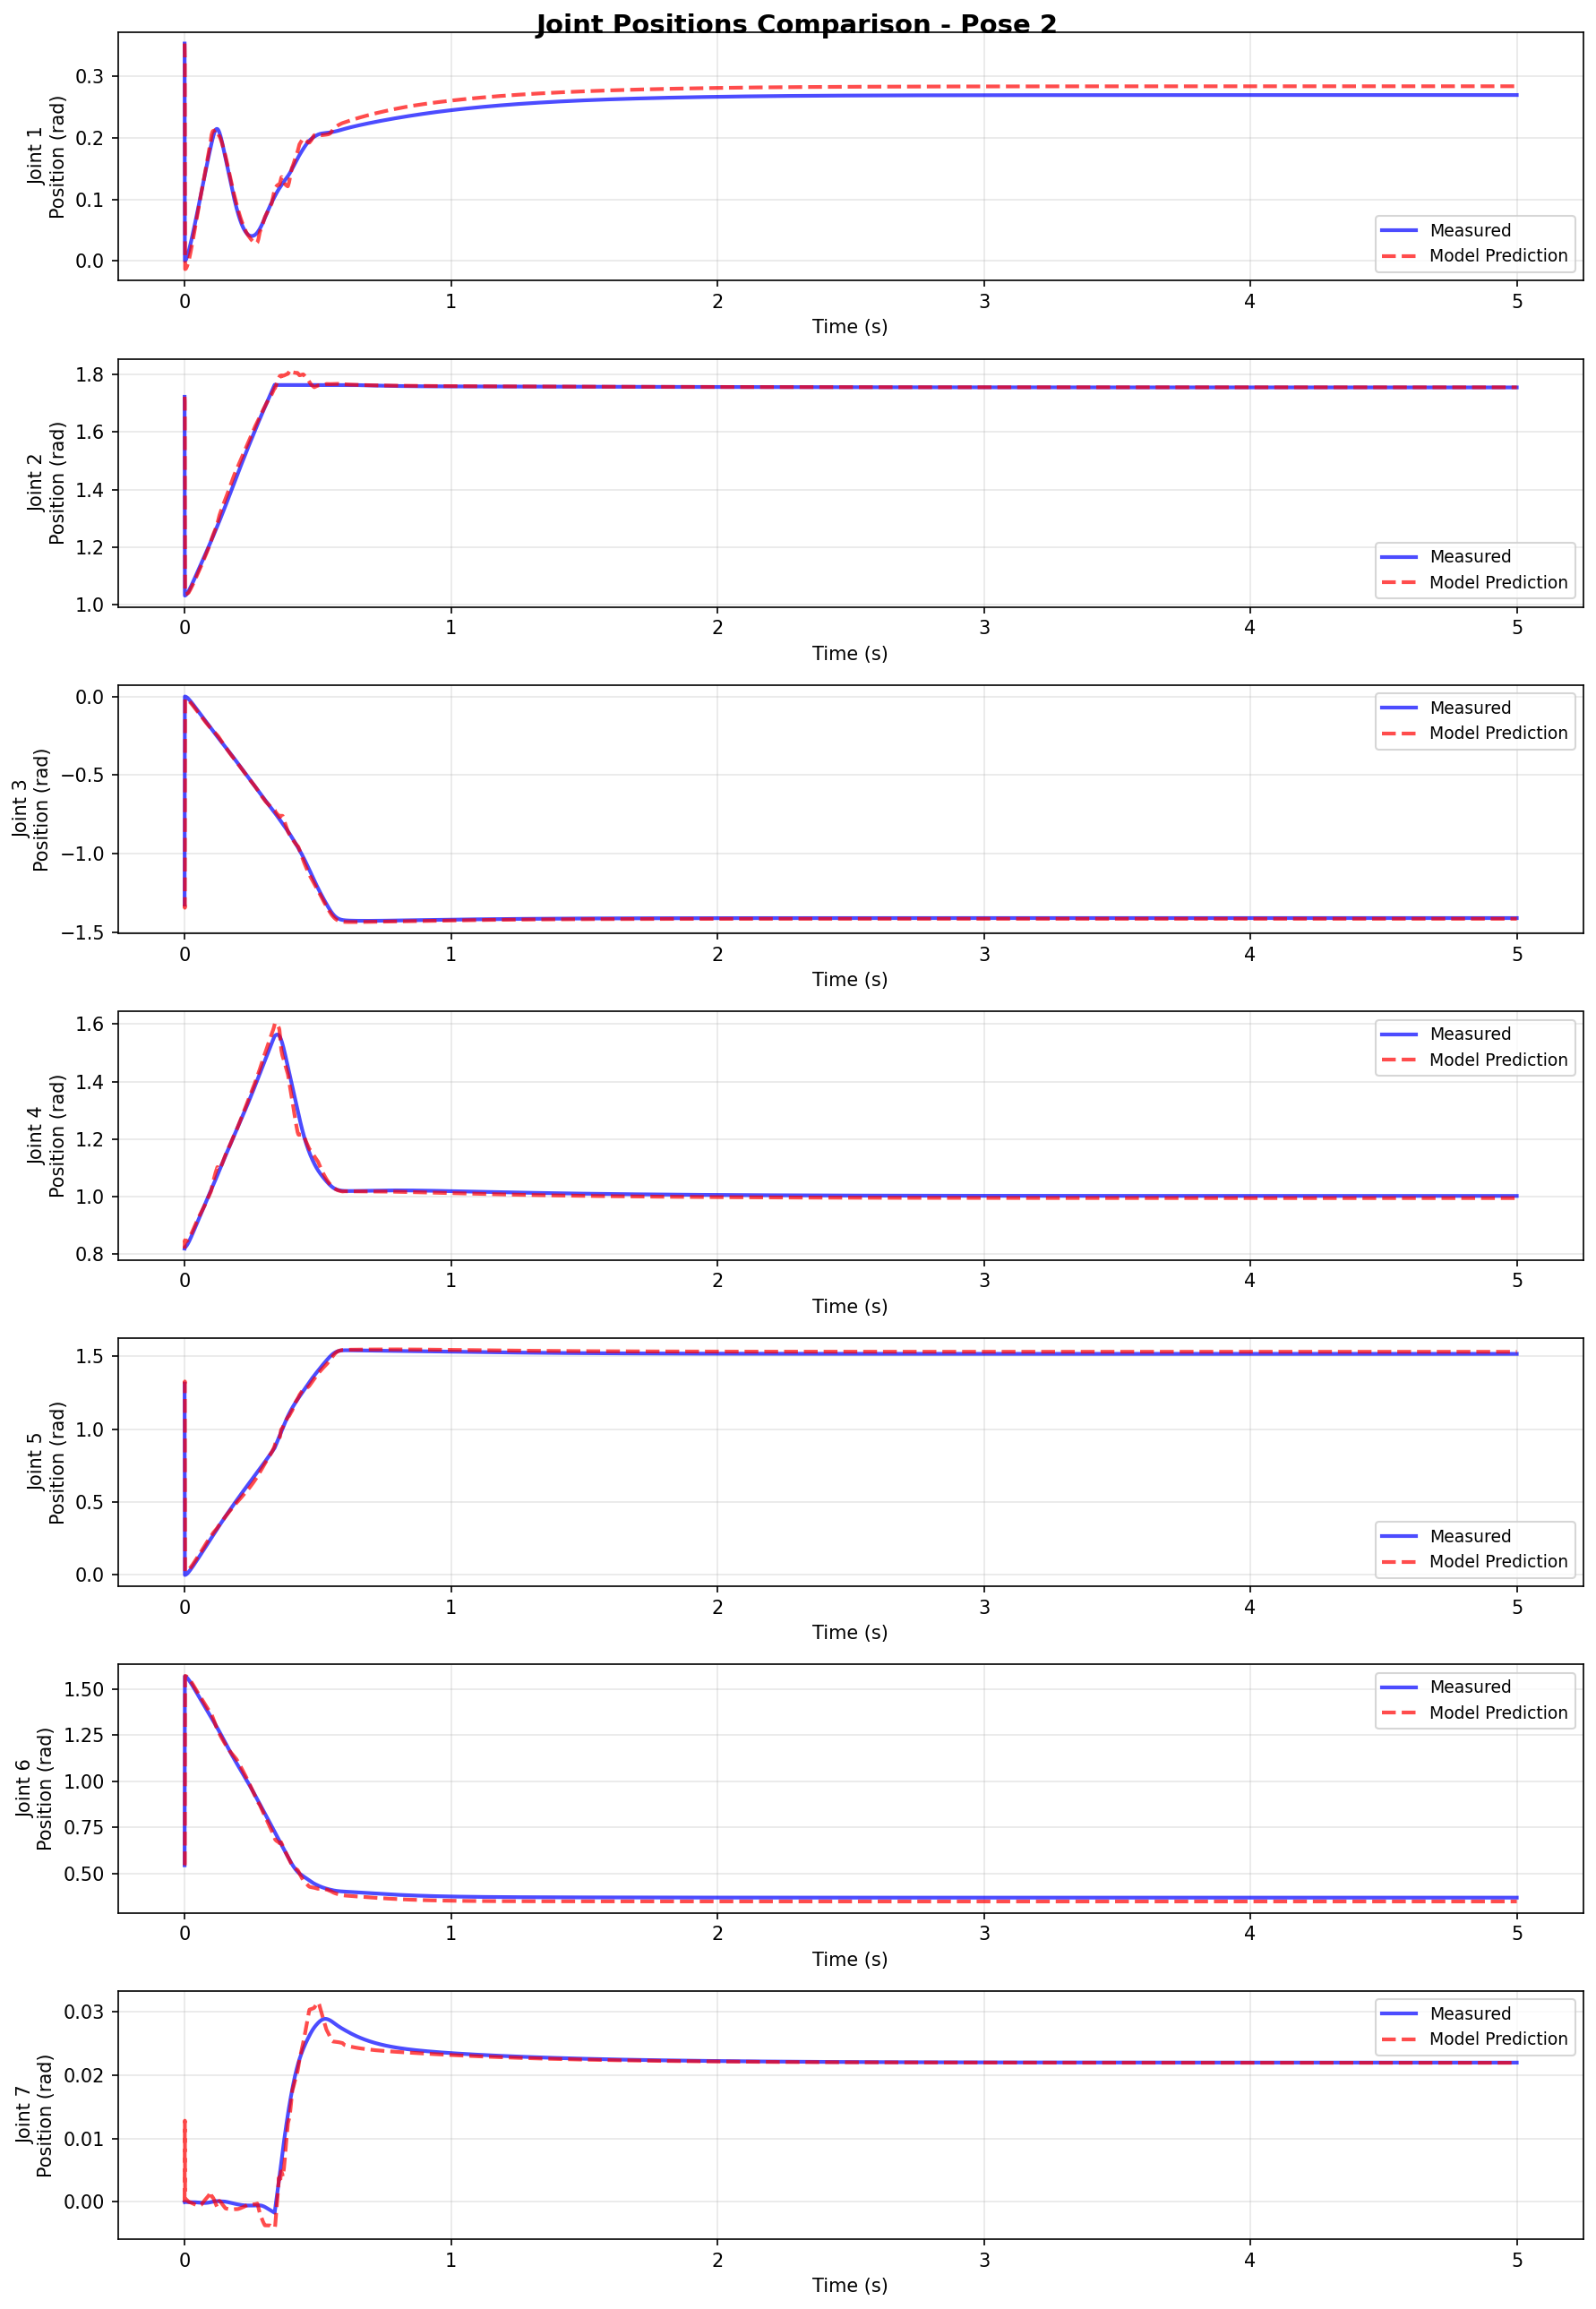 Joint Positions Comparison - Pose 2
Joint 1
Position (rad)
0.3
0.2
0.1
0.0
Measured
Model Prediction
0 1 2 3 4 5
Time (s)
Joint 2
Position (rad)
1.8
1.6
1.4
1.2
1.0
Measured
Model Prediction
0 1 2 3 4 5
Time (s)
Joint 3
Position (rad)
0.0
−0.5
−1.0
−1.5
Measured
Model Prediction
0 1 2 3 4 5
Time (s)
Joint 4
Position (rad)
1.6
1.4
1.2
1.0
0.8
Measured
Model Prediction
0 1 2 3 4 5
Time (s)
Joint 5
Position (rad)
1.5
1.0
0.5
0.0
Measured
Model Prediction
0 1 2 3 4 5
Time (s)
Joint 6
Position (rad)
1.50
1.25
1.00
0.75
0.50
Measured
Model Prediction
0 1 2 3 4 5
Time (s)
Joint 7
Position (rad)
0.03
0.02
0.01
0.00
Measured
Model Prediction
0 1 2 3 4 5
Time (s)